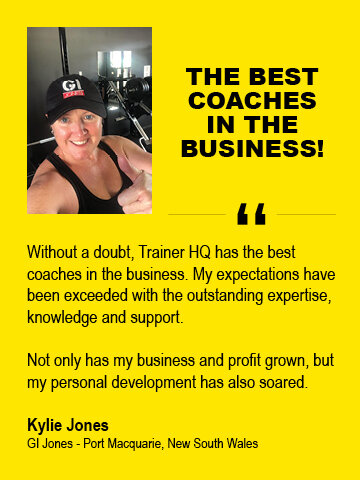 GI
JONES
THE BEST
COACHES
IN THE
BUSINESS!
“
Without a doubt, Trainer HQ has the best
coaches in the business. My expectations have
been exceeded with the outstanding expertise,
knowledge and support.
Not only has my business and profit grown, but
my personal development has also soared.
Kylie Jones
GI Jones - Port Macquarie, New South Wales